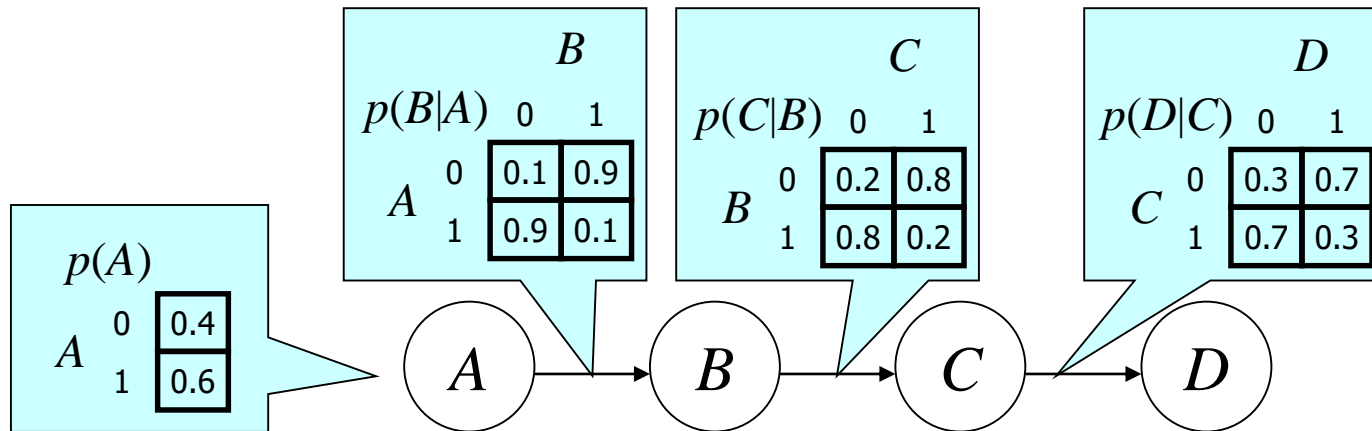 B
p(B|A) 0 1
0 0.1 0.9
A
1 0.9 0.1
C
p(C|B) 0 1
0 0.2 0.8
B
1 0.8 0.2
D
p(D|C) 0 1
0 0.3 0.7
C
1 0.7 0.3
p(A)
0 0.4
A
1 0.6
A B C D